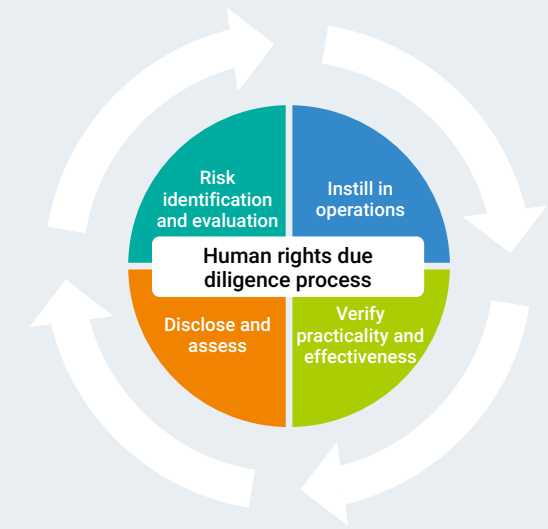 Risk
identification
and evaluation
Instill in
operations
Human rights due
diligence process
Disclose and
assess
Verify
practicality and
effectiveness